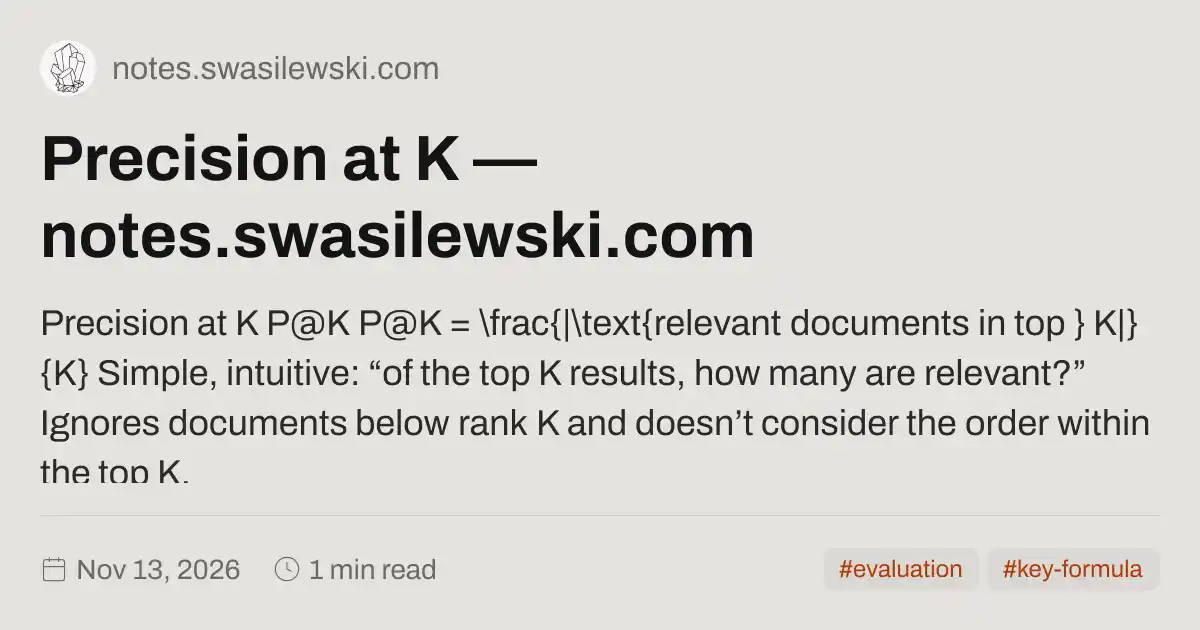 notes.swasilewski.com
Precision at K —
notes.swasilewski.com
Precision at K P@K P@K = \frac{|\text{relevant documents in top } K|}
{K} Simple, intuitive: “of the top K results, how many are relevant?”
Ignores documents below rank K and doesn’t consider the order within
the top K.
Nov 13, 2026 1 min read #evaluation #key-formula